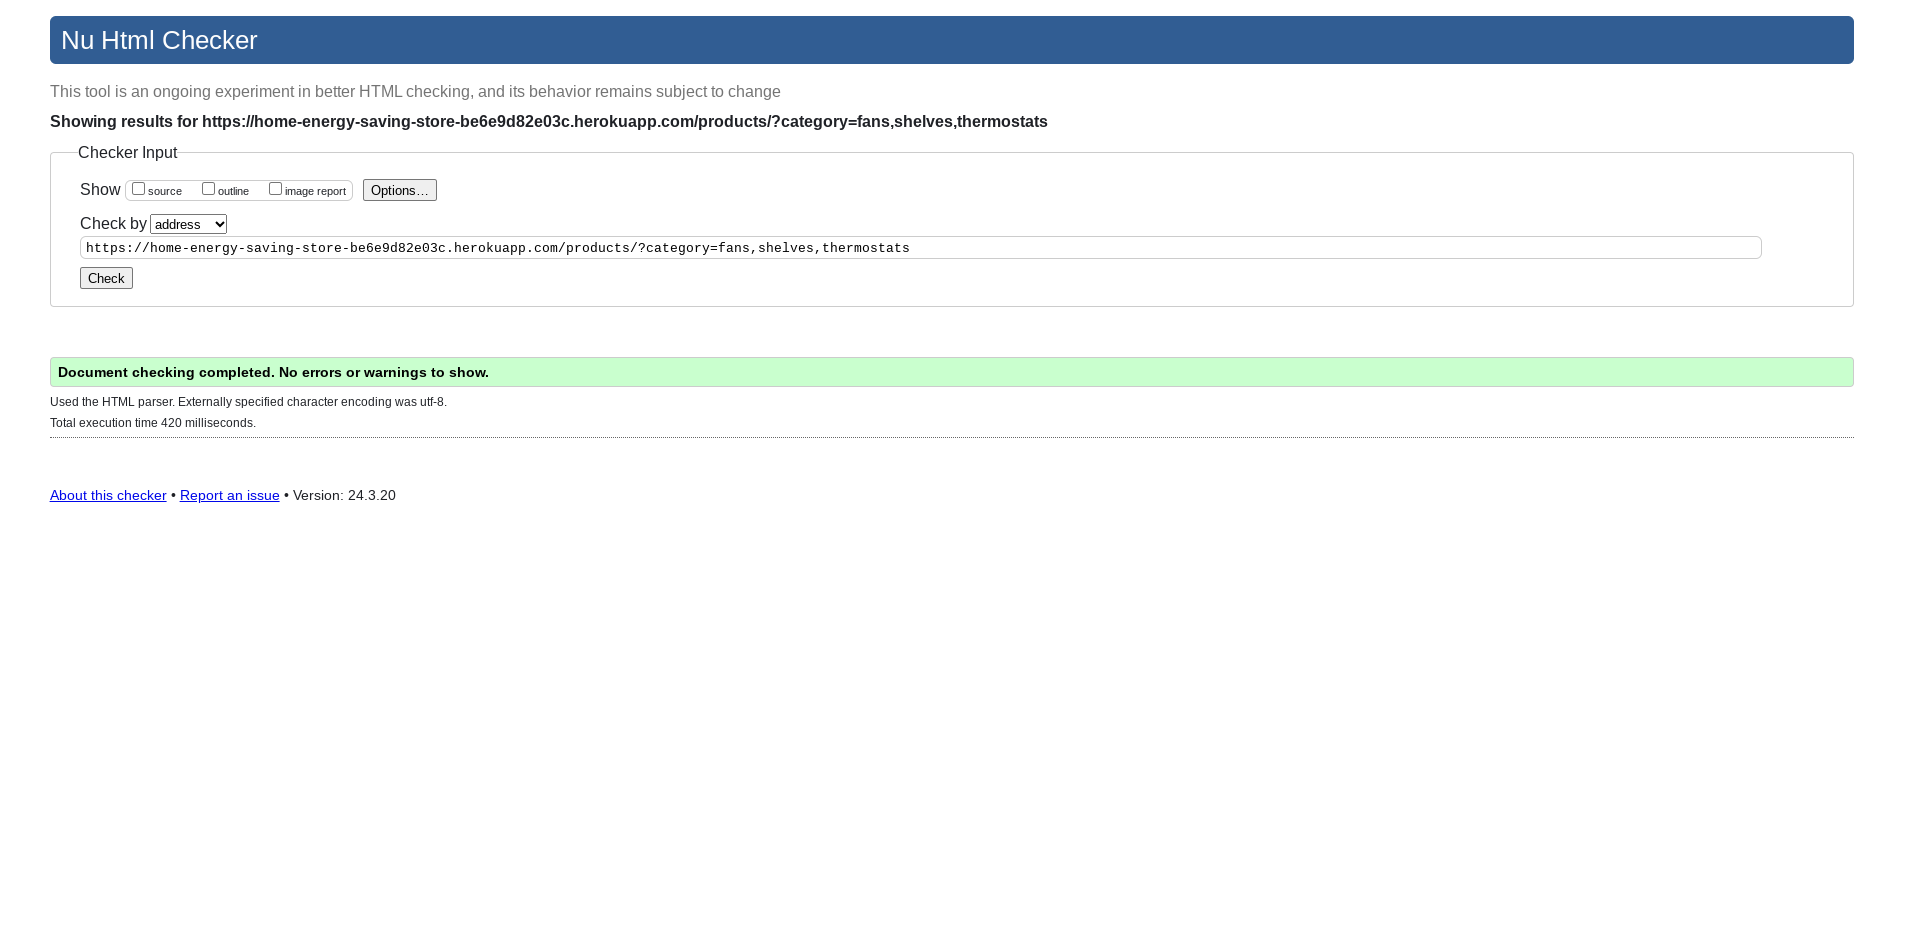 Nu Html Checker
This tool is an ongoing experiment in better HTML checking, and its behavior remains subject to change
Showing results for https://home-energy-saving-store-be6e9d82e03c.herokuapp.com/products/?category=fans,shelves,thermostats
Checker Input
Show source outline image report Options…
Check by address
https://home-energy-saving-store-be6e9d82e03c.herokuapp.com/products/?category=fans,shelves,thermostats
Check
Document checking completed. No errors or warnings to show.
Used the HTML parser. Externally specified character encoding was utf-8.
Total execution time 420 milliseconds.
About this checker • Report an issue • Version: 24.3.20